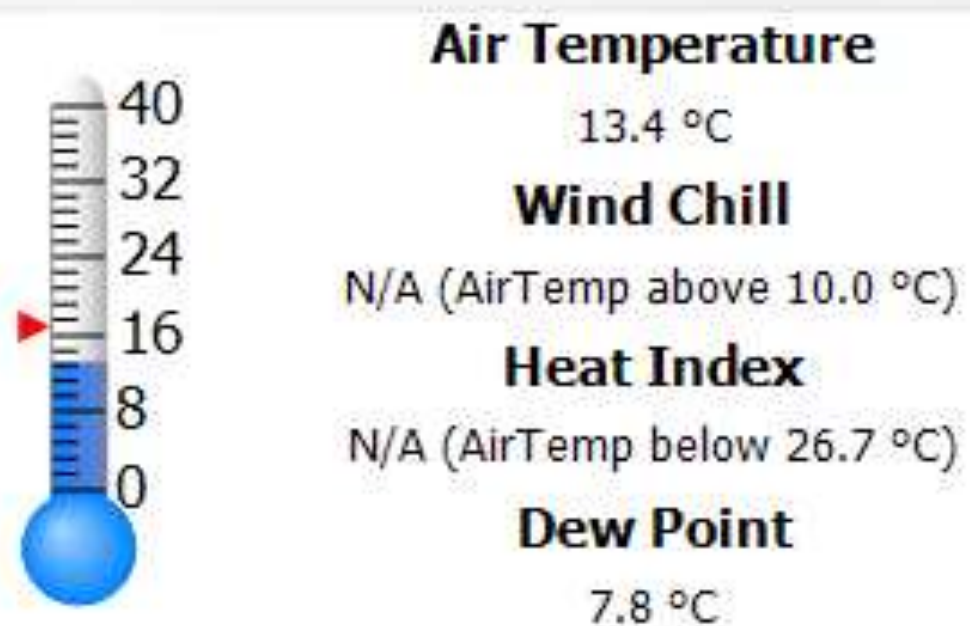 Air Temperature
40
13.4 °C
32
Wind Chill
24
N/A (AirTemp above 10.0 °C)
16
Heat Index
8
N/A (AirTemp below 26.7 °C)
0
Dew Point
7.8 °C